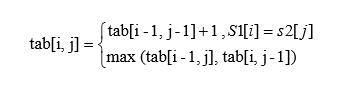 tab[i, j] = { tab[i - 1, j - 1] + 1 , S1[i] = s2[j]
max (tab[i - 1, j], tab[i, j - 1])